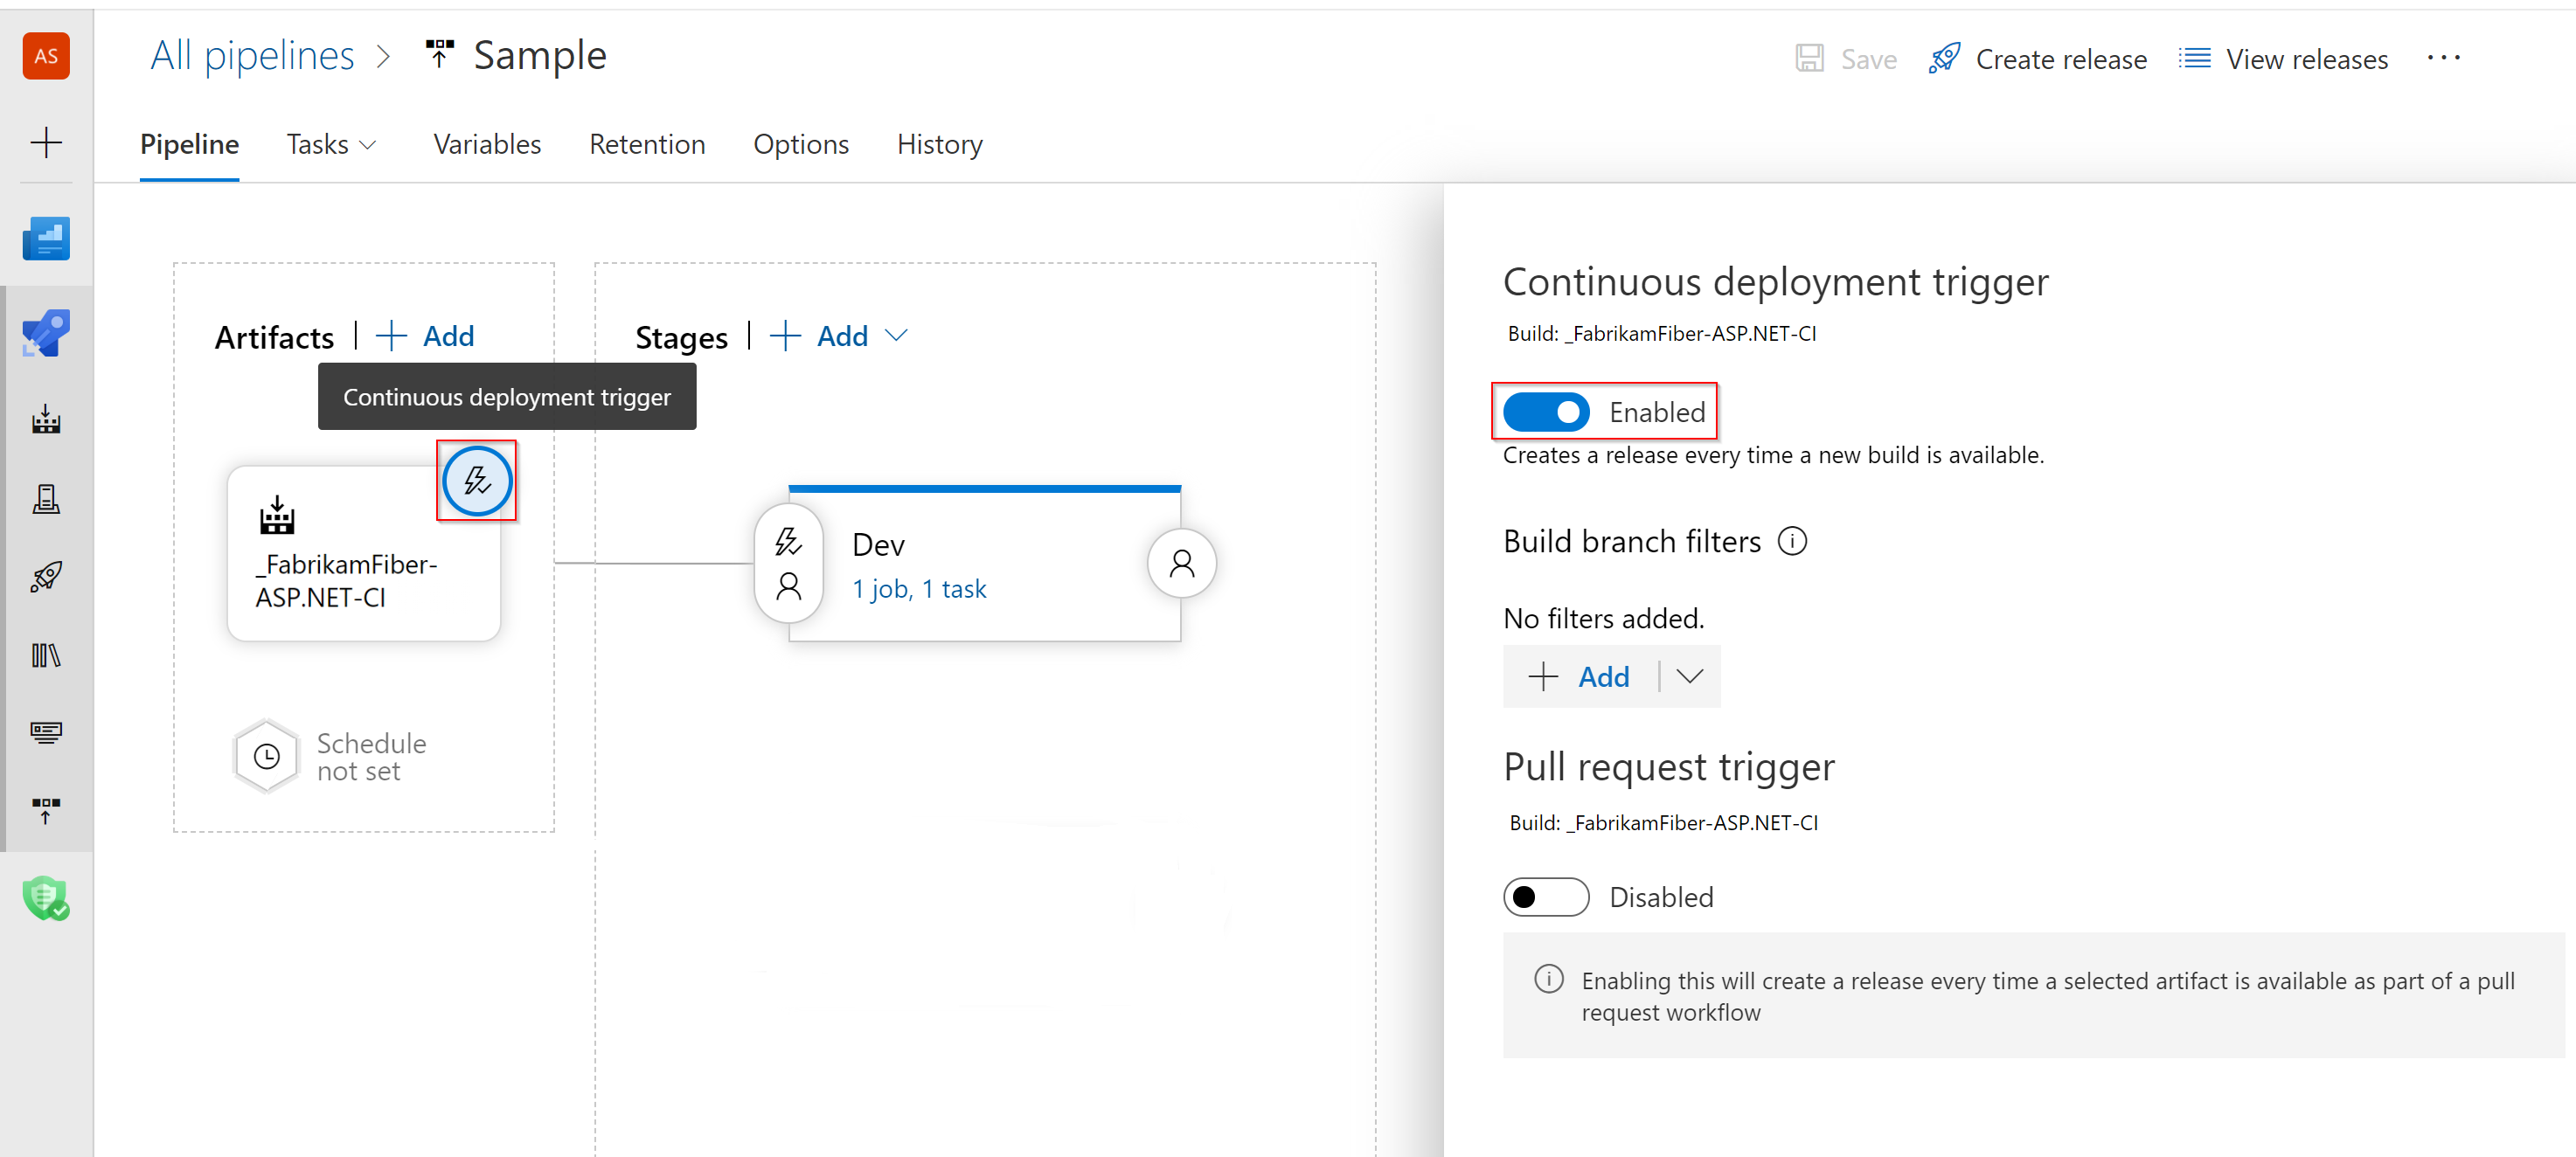 AS
All pipelines > Sample
Save Create release View releases ...
Pipeline Tasks Variables Retention Options History
Artifacts | + Add
Stages | + Add
Continuous deployment trigger
_FabrikamFiber-
ASP.NET-CI
Dev
1 job, 1 task
Schedule
not set
Continuous deployment trigger
Build: _FabrikamFiber-ASP.NET-CI
Enabled
Creates a release every time a new build is available.
Build branch filters
No filters added.
+ Add
Pull request trigger
Build: _FabrikamFiber-ASP.NET-CI
Disabled
Enabling this will create a release every time a selected artifact is available as part of a pull
request workflow